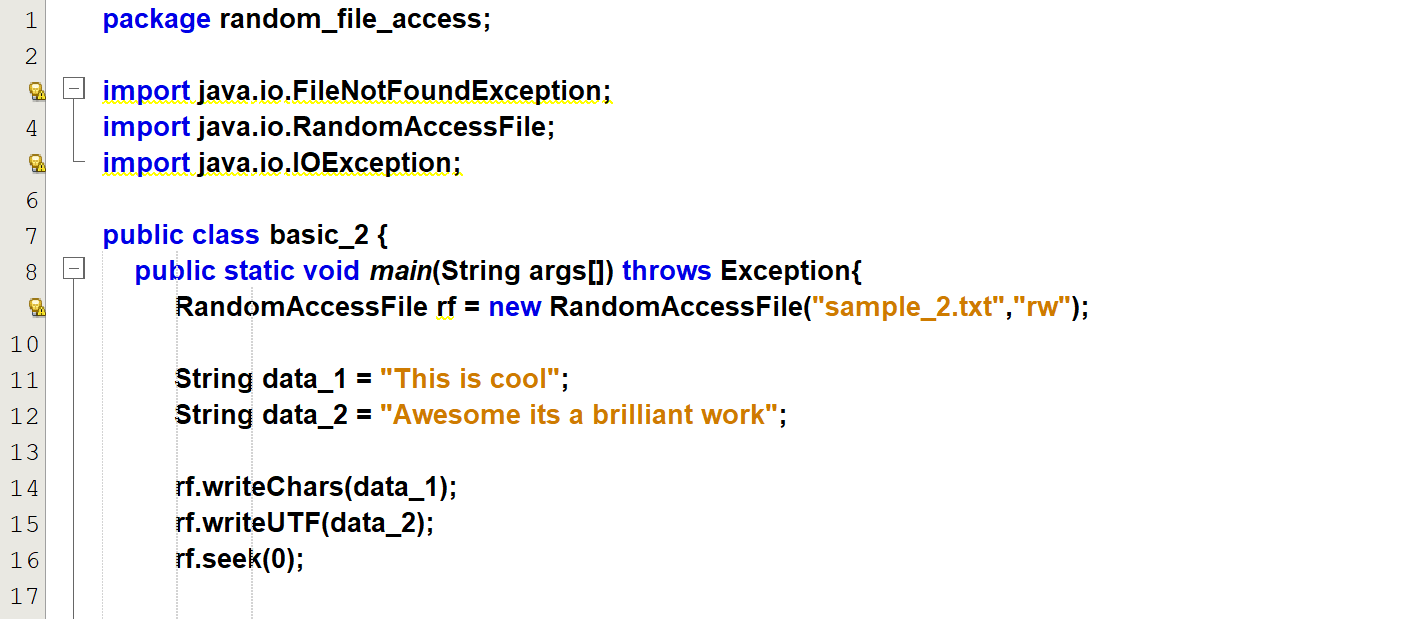 1 package random_file_access;
2
import java.io.FileNotFoundException;
4 import java.io.RandomAccessFile;
import java.io.IOException;
6
7 public class basic_2 {
8 public static void main(String args[]) throws Exception{
RandomAccessFile rf = new RandomAccessFile("sample_2.txt","rw");
10
11 String data_1 = "This is cool";
12 String data_2 = "Awesome its a brilliant work";
13
14 rf.writeChars(data_1);
15 rf.writeUTF(data_2);
16 rf.seek(0);
17